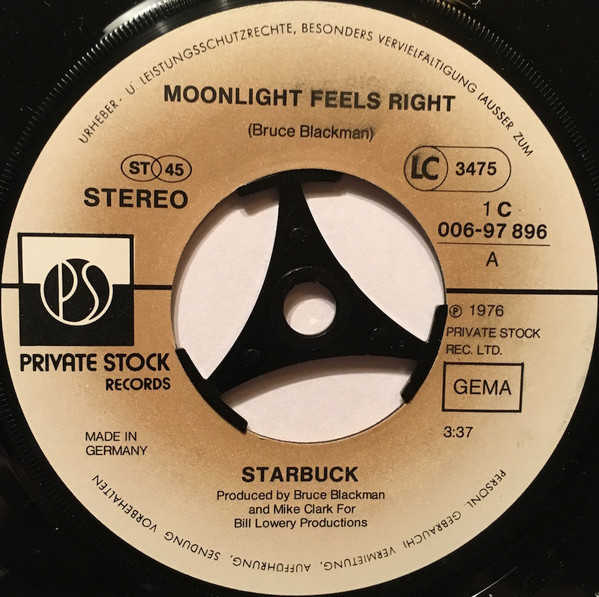 URHEBER- U. LEISTUNGSSCHUTZRECHTE, BESONDERS VERVIELFÄLTIGUNG (AUSSER ZUM
MOONLIGHT FEELS RIGHT
(Bruce Blackman)
ST 45
STEREO
LC 3475
1 C
006-97 896
A
PS
PRIVATE STOCK
RECORDS
℗ 1976
PRIVATE STOCK
REC. LTD.
GEMA
3:37
MADE IN
GERMANY
STARBUCK
Produced by Bruce Blackman
and Mike Clark For
Bill Lowery Productions
PERSÖNL. GEBRAUCH) VERMIETUNG, AUFFÜHRUNG, SENDUNG VORBEHALTEN